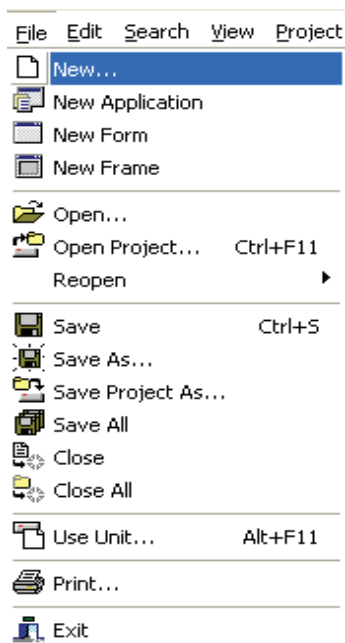 File Edit Search View Project
New...
New Application
New Form
New Frame
Open...
Open Project... Ctrl+F11
Reopen
Save Ctrl+S
Save As...
Save Project As...
Save All
Close
Close All
Use Unit... Alt+F11
Print...
Exit